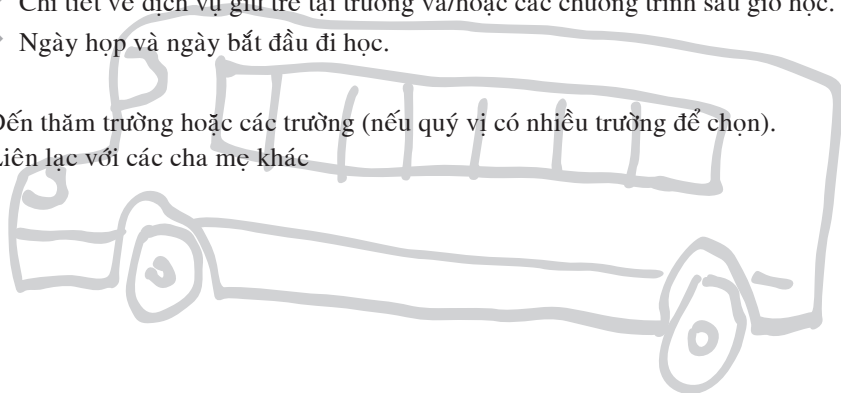 Chi tiết về dịch vụ giữ trẻ tại trường và/hoặc các chương trình sau giờ học.
Ngày họp và ngày bắt đầu đi học.
Đến thăm trường hoặc các trường (nếu quý vị có nhiều trường để chọn).
Liên lạc với các cha mẹ khác